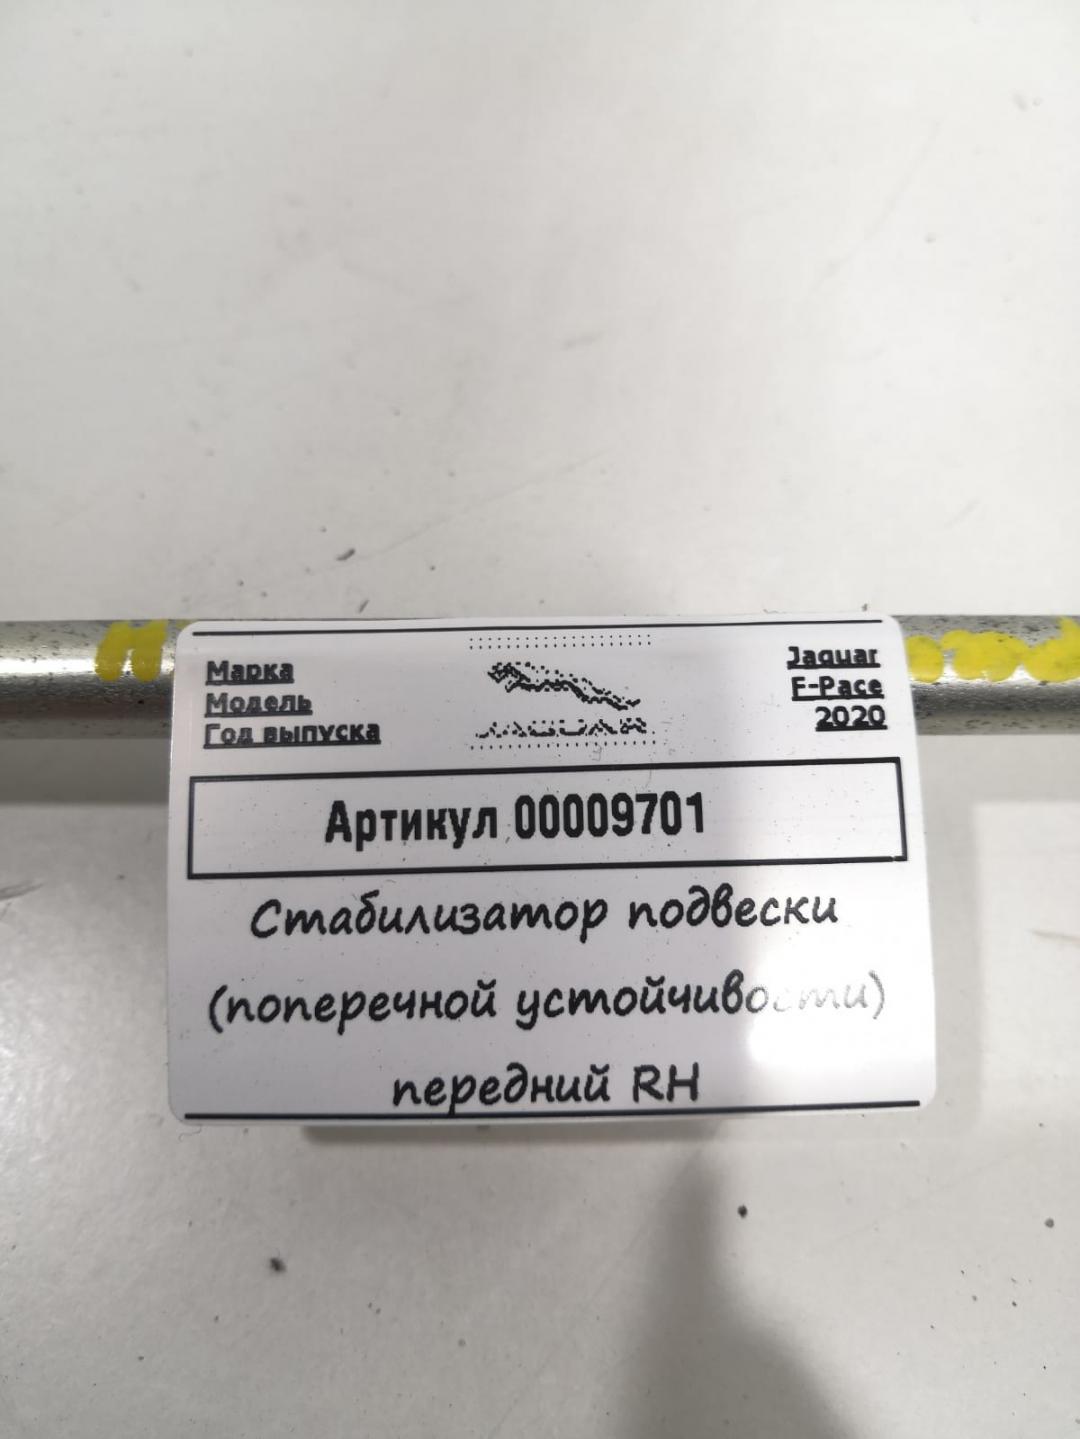 Марка
Модель
Год выпуска
JAGUAR
Jaguar
F-Pace
2020
Артикул 00009701
Стабилизатор подвески
(поперечной устойчивости)
передний RH